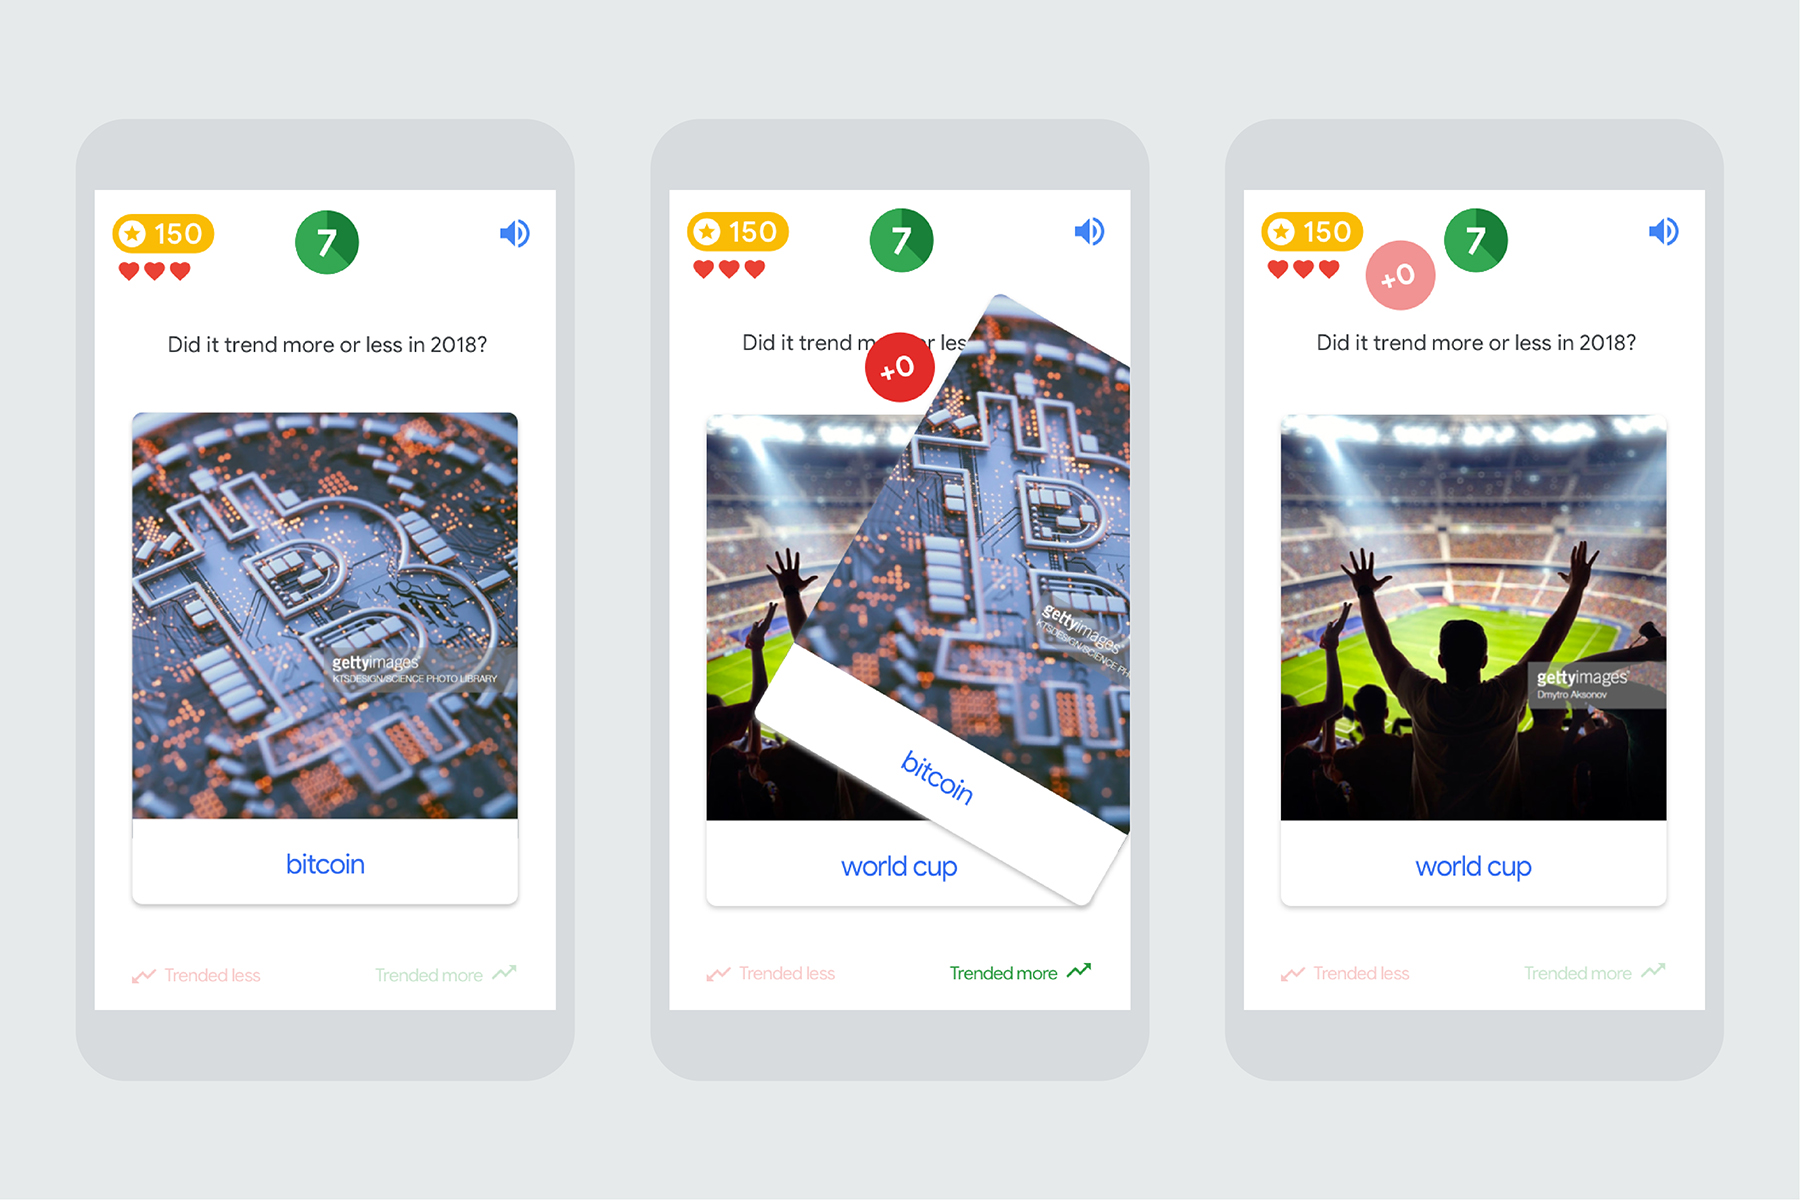 150
7
Did it trend more or less in 2018?
gettyimages®
KTSDESIGN/SCIENCE PHOTO LIBRARY
bitcoin
Trended less
Trended more
150
7
Did it trend m
r les
+0
gettyimages®
KTSDESIGN/SCIENCE PH
bitcoin
world cup
Trended less
Trended more
150
7
+0
Did it trend more or less in 2018?
gettyimages®
Dmytro Aksonov
world cup
Trended less
Trended more